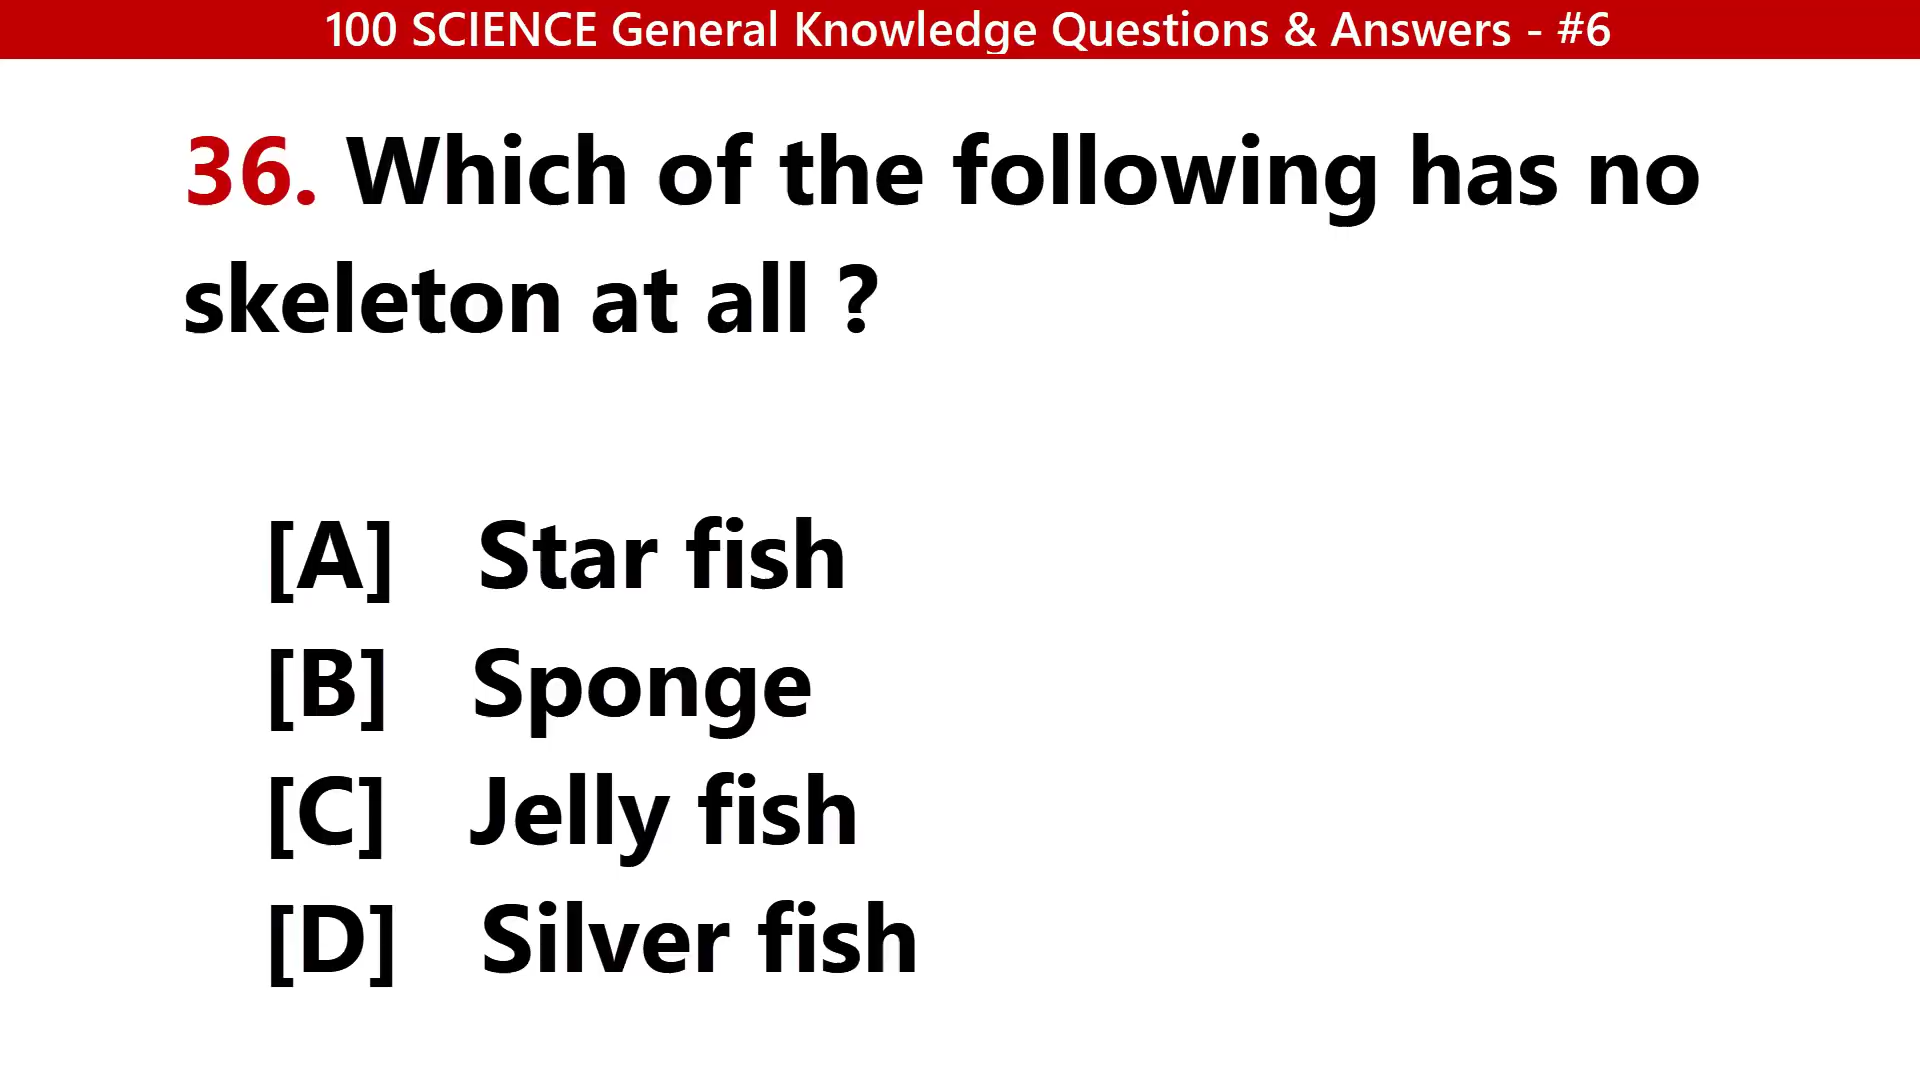 100 SCIENCE General Knowledge Questions & Answers - #6
36. Which of the following has no
skeleton at all ?
[A] Star fish
[B] Sponge
[C] Jelly fish
[D] Silver fish